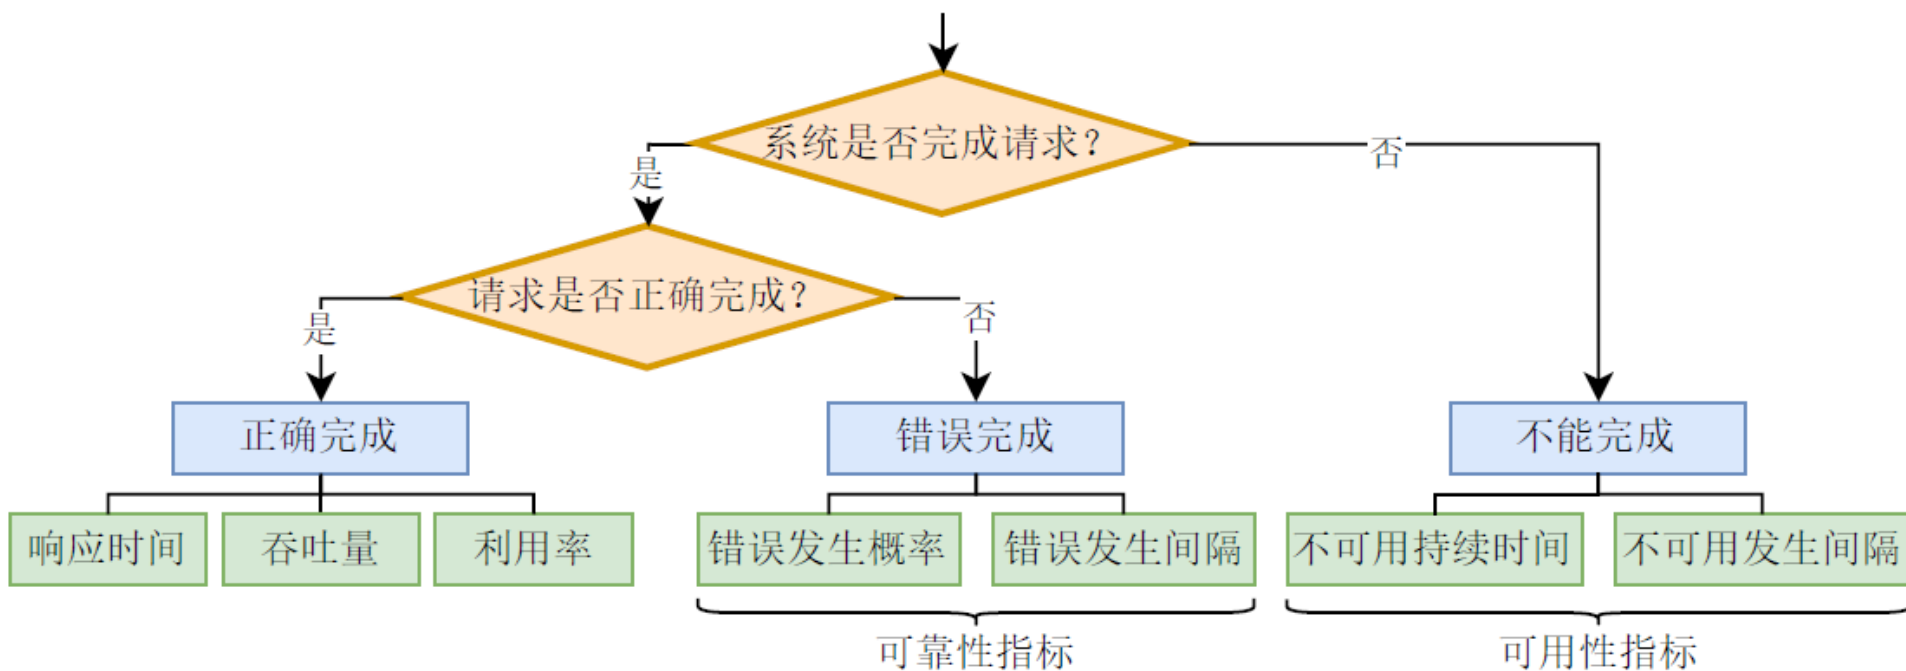 系统是否完成请求？
是
否
请求是否正确完成？
是
否
正确完成
错误完成
不能完成
响应时间
吞吐量
利用率
错误发生概率
错误发生间隔
不可用持续时间
不可用发生间隔
可靠性指标
可用性指标